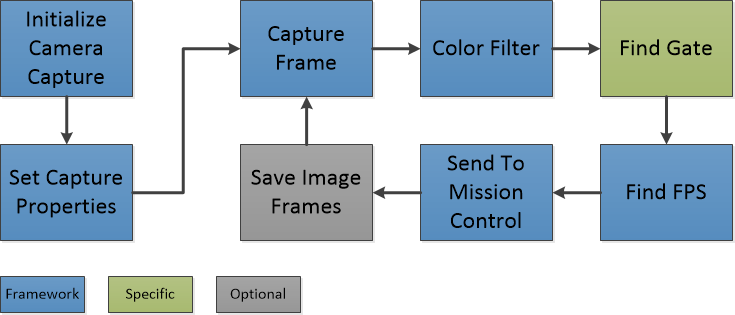 Initialize
Camera
Capture
Capture
Frame
Color Filter
Find Gate
Set Capture
Properties
Save Image
Frames
Send To
Mission
Control
Find FPS
Framework
Specific
Optional